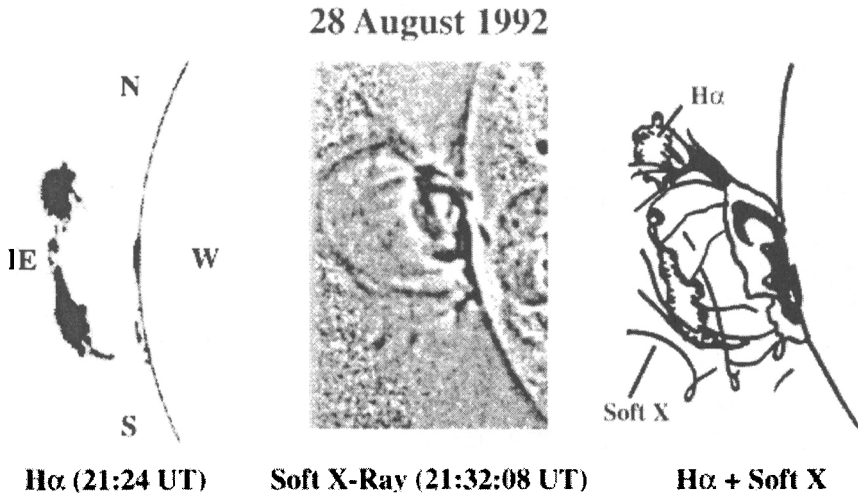 28 August 1992
N
E
W
S
Hα
Soft X
Hα (21:24 UT)
Soft X-Ray (21:32:08 UT)
Hα + Soft X